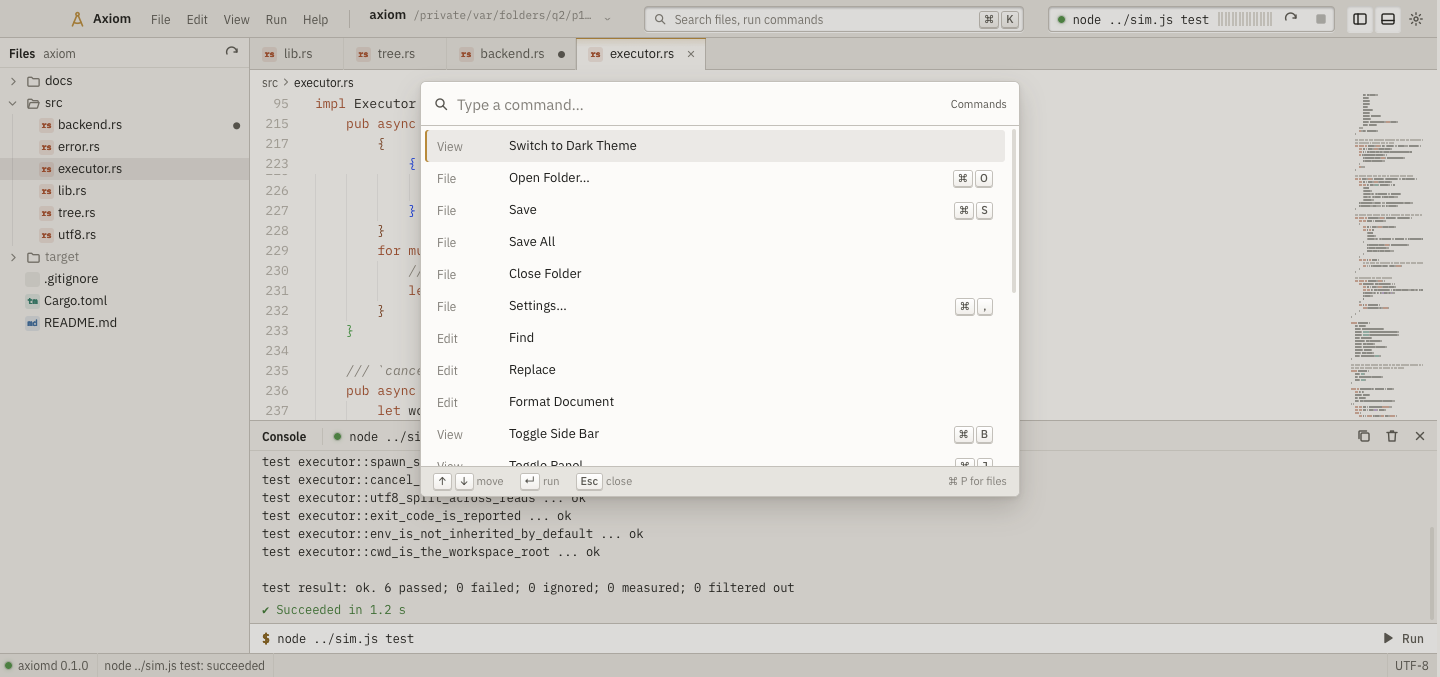 Axiom File Edit View Run Help axiom /private/var/folders/q2/p1… Search files, run commands ⌘ K node ../sim.js test
Files axiom
lib.rs tree.rs backend.rs executor.rs
docs
src
backend.rs
error.rs
executor.rs
lib.rs
tree.rs
utf8.rs
target
.gitignore
Cargo.toml
README.md
src > executor.rs
95 impl Executor
215 pub async
217 {
223 {
226
227 }
228 }
229 for mu
230 //
231 le
232 }
233 }
234
235 /// `cance
236 pub async
237 let wo
Type a command... Commands
View Switch to Dark Theme
File Open Folder... ⌘ O
File Save ⌘ S
File Save All
File Close Folder
File Settings... ⌘ ,
Edit Find
Edit Replace
Edit Format Document
View Toggle Side Bar ⌘ B
View Toggle Panel ⌘ J
↑ ↓ move ↵ run Esc close ⌘ P for files
Console node ../si
test executor::spawn_s
test executor::cancel_
test executor::utf8_split_across_reads ... ok
test executor::exit_code_is_reported ... ok
test executor::env_is_not_inherited_by_default ... ok
test executor::cwd_is_the_workspace_root ... ok
test result: ok. 6 passed; 0 failed; 0 ignored; 0 measured; 0 filtered out
✔ Succeeded in 1.2 s
$ node ../sim.js test Run
axiomd 0.1.0 node ../sim.js test: succeeded UTF-8